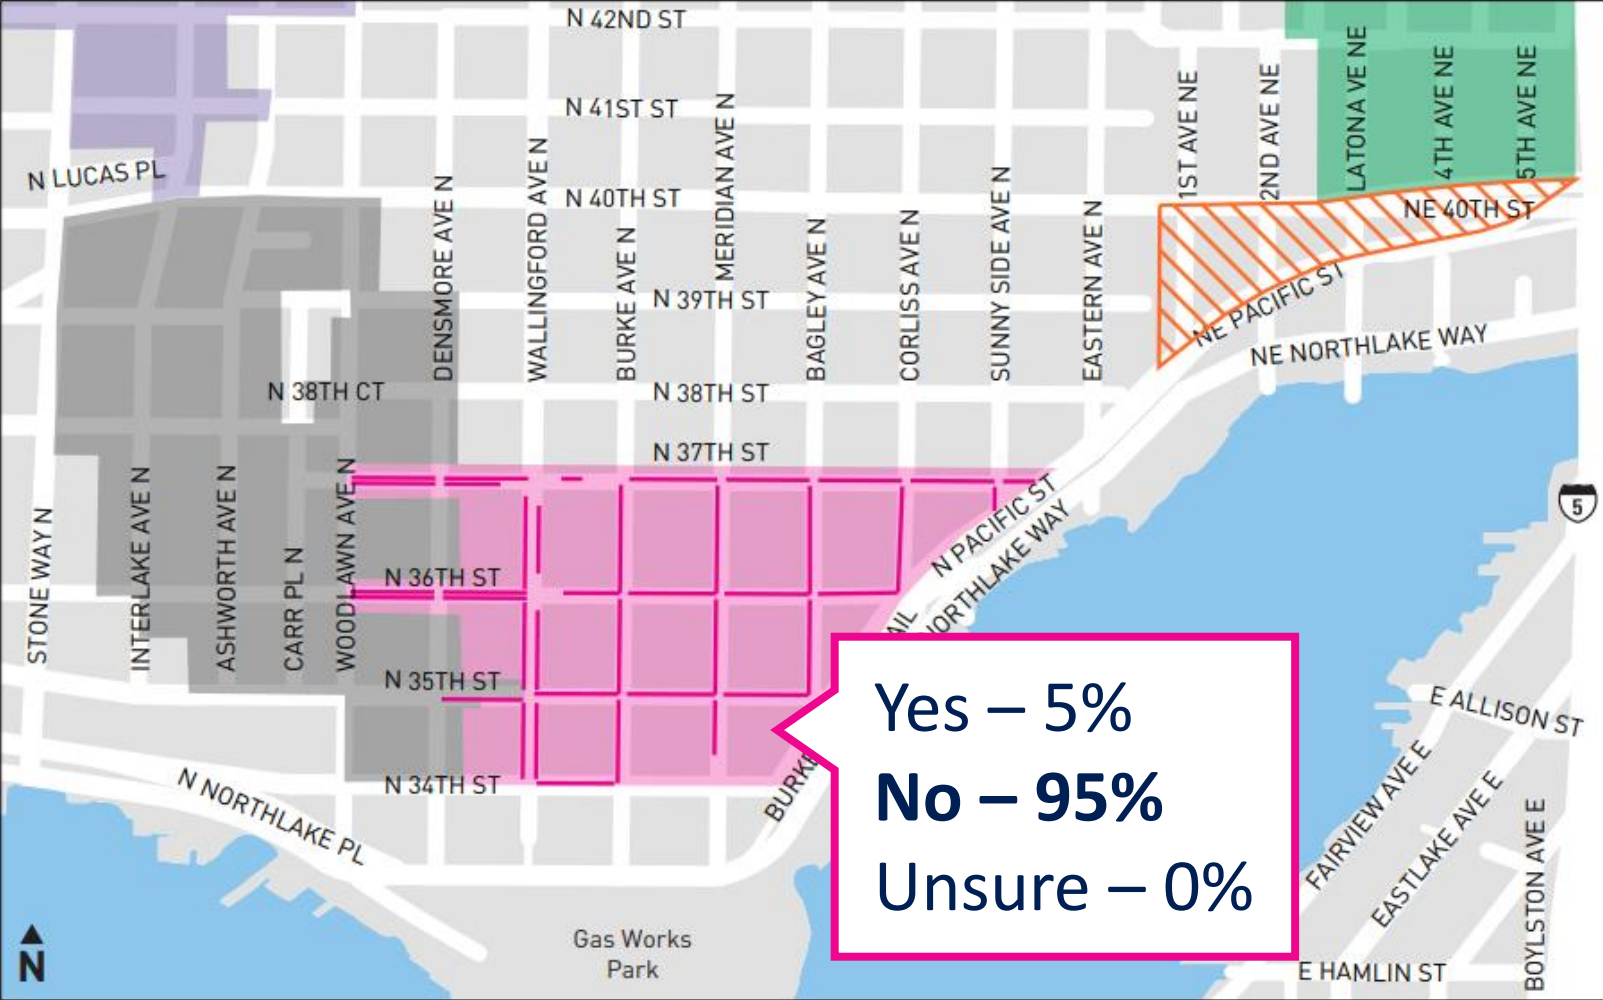 N 42ND ST
N 41ST ST
N LUCAS PL
N 40TH ST
NE 40TH ST
N 39TH ST
NE PACIFIC ST
NE NORTHLAKE WAY
N 38TH CT
N 38TH ST
N 37TH ST
N 36TH ST
N 35TH ST
N 34TH ST
STONE WAY N
INTERLAKE AVE N
ASHWORTH AVE N
CARR PL N
WOODLAWN AVE N
DENSMORE AVE N
WALLINGFORD AVE N
BURKE AVE N
MERIDIAN AVE N
BAGLEY AVE N
CORLISS AVE N
SUNNY SIDE AVE N
EASTERN AVE N
1ST AVE NE
2ND AVE NE
LATONA VE NE
4TH AVE NE
5TH AVE NE
N PACIFIC ST
NORTHLAKE WAY
AIL
BURKE
5
Yes – 5%
No – 95%
Unsure – 0%
N NORTHLAKE PL
Gas Works
Park
E ALLISON ST
FAIRVIEW AVE E
EASTLAKE AVE E
BOYLSTON AVE E
E HAMLIN ST
N